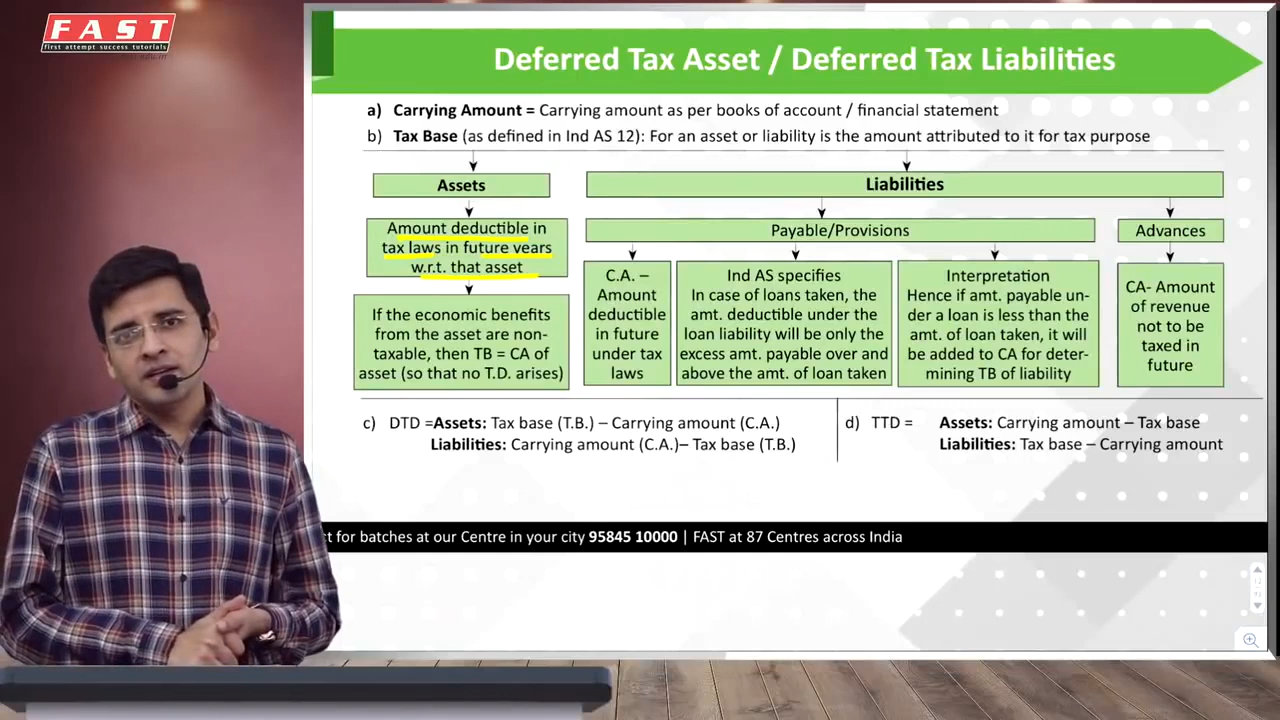 FAST
first attempt success tutorials
Deferred Tax Asset / Deferred Tax Liabilities
a) Carrying Amount = Carrying amount as per books of account / financial statement
b) Tax Base (as defined in Ind AS 12): For an asset or liability is the amount attributed to it for tax purpose
Assets
Amount deductible in
tax laws in future years
w.r.t. that asset
If the economic benefits
from the asset are non-
taxable, then TB = CA of
asset (so that no T.D. arises)
Liabilities
Payable/Provisions
C.A. –
Amount
deductible
in future
under tax
laws
Ind AS specifies
In case of loans taken, the
amt. deductible under the
loan liability will be only the
excess amt. payable over and
above the amt. of loan taken
Interpretation
Hence if amt. payable un-
der a loan is less than the
amt. of loan taken, it will
be added to CA for deter-
mining TB of liability
Advances
CA- Amount
of revenue
not to be
taxed in
future
c) DTD =Assets: Tax base (T.B.) – Carrying amount (C.A.)
Liabilities: Carrying amount (C.A.)– Tax base (T.B.)
d) TTD = Assets: Carrying amount – Tax base
Liabilities: Tax base – Carrying amount
for batches at our Centre in your city 95845 10000 | FAST at 87 Centres across India